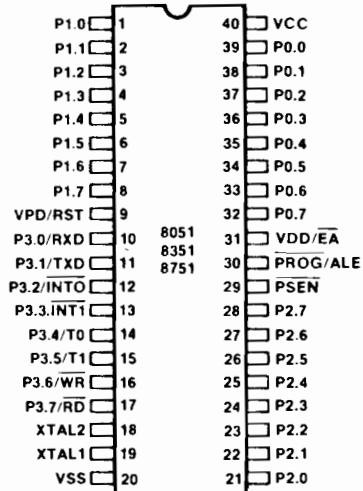 P1.0 1 40 VCC
P1.1 2 39 P0.0
P1.2 3 38 P0.1
P1.3 4 37 P0.2
P1.4 5 36 P0.3
P1.5 6 35 P0.4
P1.6 7 34 P0.5
P1.7 8 33 P0.6
VPD/RST 9 32 P0.7
P3.0/RXD 10 8051 31 VDD/EA
P3.1/TXD 11 8351 30 PROG/ALE
P3.2/INTO 12 8751 29 PSEN
P3.3.INT1 13 28 P2.7
P3.4/T0 14 27 P2.6
P3.5/T1 15 26 P2.5
P3.6/WR 16 25 P2.4
P3.7/RD 17 24 P2.3
XTAL2 18 23 P2.2
XTAL1 19 22 P2.1
VSS 20 21 P2.0